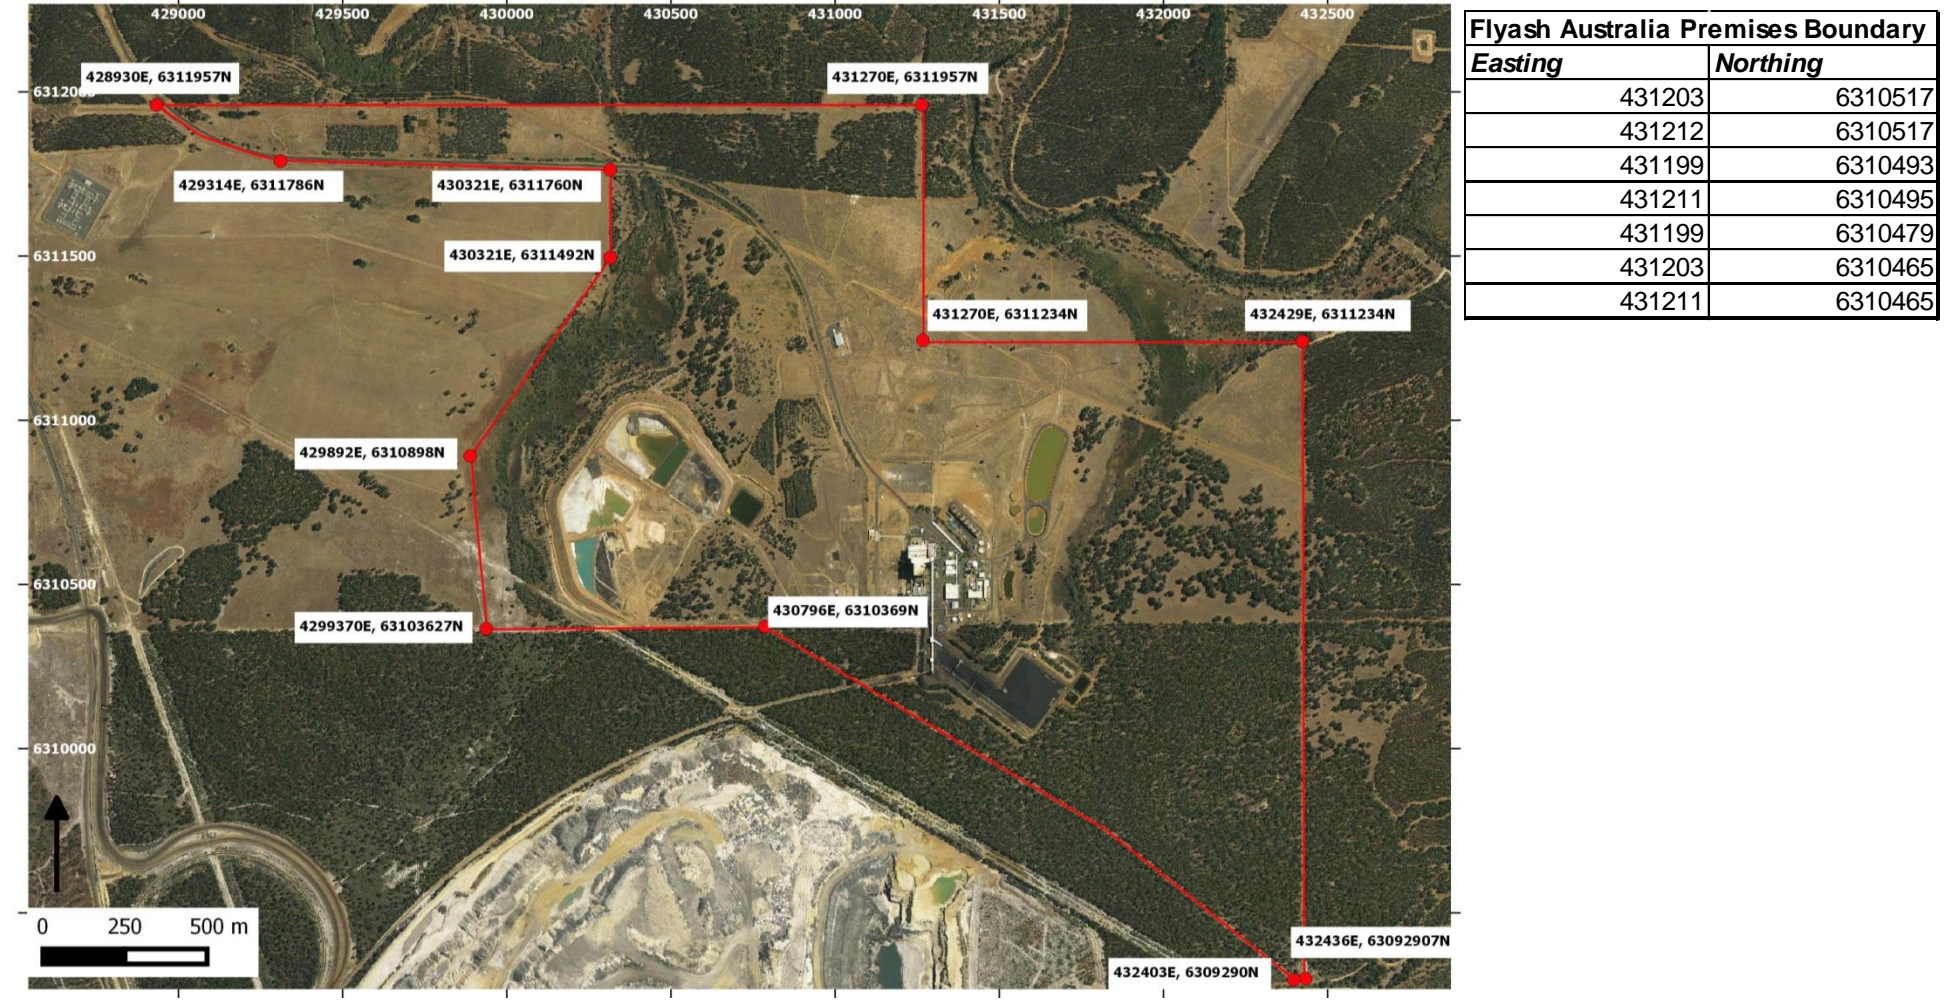 429000 429500 430000 430500 431000 431500 432000 432500
428930E, 6311957N
431270E, 6311957N
6312000
429314E, 6311786N
430321E, 6311760N
6311500
430321E, 6311492N
431270E, 6311234N
432429E, 6311234N
6311000
429892E, 6310898N
6310500
430796E, 6310369N
4299370E, 63103627N
6310000
0 250 500 m
432436E, 63092907N
432403E, 6309290N
Flyash Australia Premises Boundary
Easting Northing
431203 6310517
431212 6310517
431199 6310493
431211 6310495
431199 6310479
431203 6310465
431211 6310465